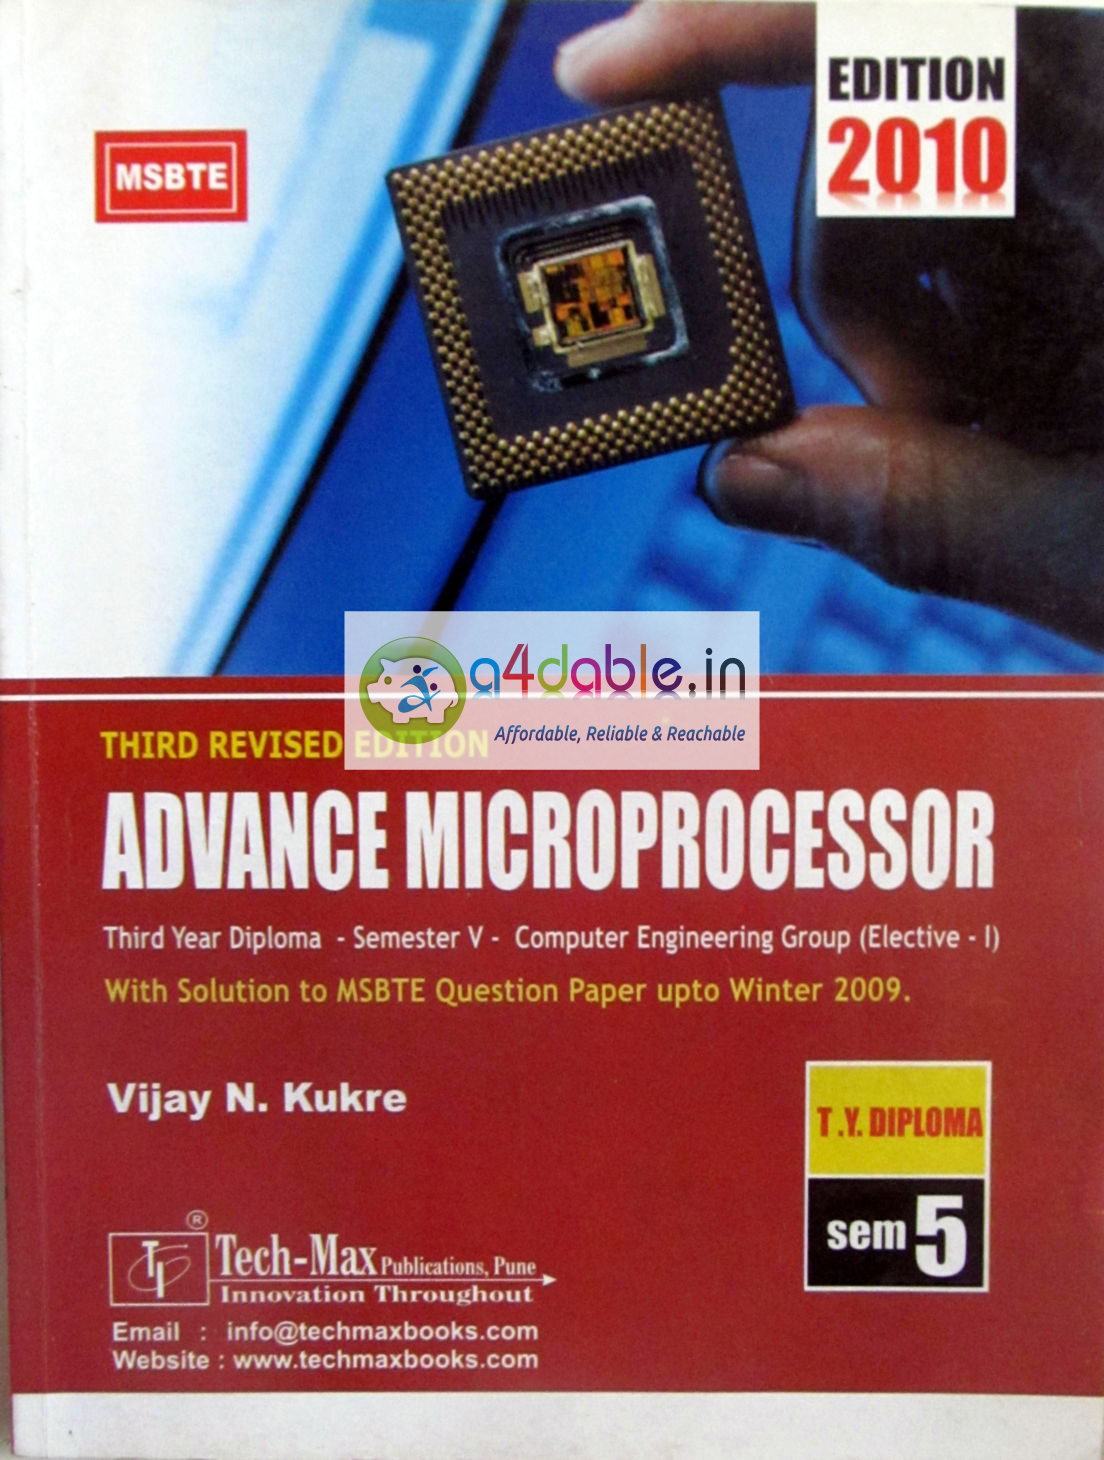 EDITION
2010
MSBTE
a4dable.in
Affordable, Reliable & Reachable
THIRD REVISED EDITION
ADVANCE MICROPROCESSOR
Third Year Diploma - Semester V - Computer Engineering Group (Elective - I)
With Solution to MSBTE Question Paper upto Winter 2009.
Vijay N. Kukre
T.Y. DIPLOMA
sem 5
®
Tech-Max Publications, Pune
Innovation Throughout
Email : info@techmaxbooks.com
Website : www.techmaxbooks.com